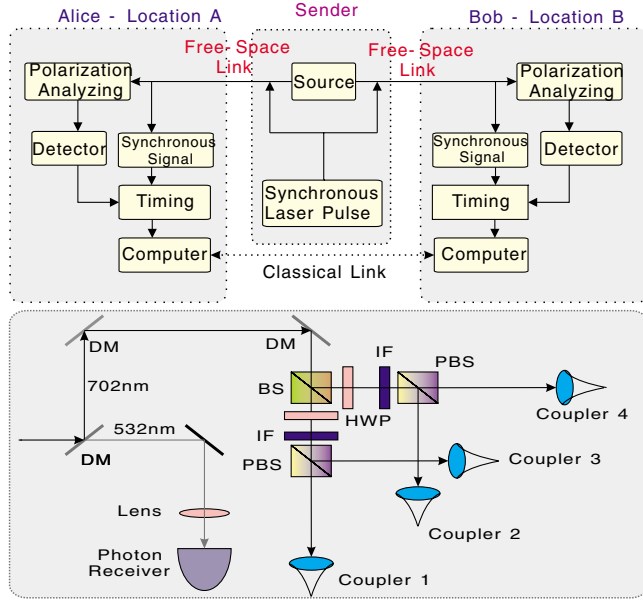 Alice - Location A
Sender
Bob - Location B
Free- Space
Link
Free- Space
Link
Polarization
Analyzing
Source
Polarization
Analyzing
Detector
Synchronous
Signal
Synchronous
Signal
Detector
Timing
Synchronous
Laser Pulse
Timing
Computer
Computer
Classical Link
DM
DM
702nm
BS
IF
PBS
HWP
Coupler 4
532nm
DM
IF
PBS
Coupler 3
Lens
Coupler 2
Photon
Receiver
Coupler 1